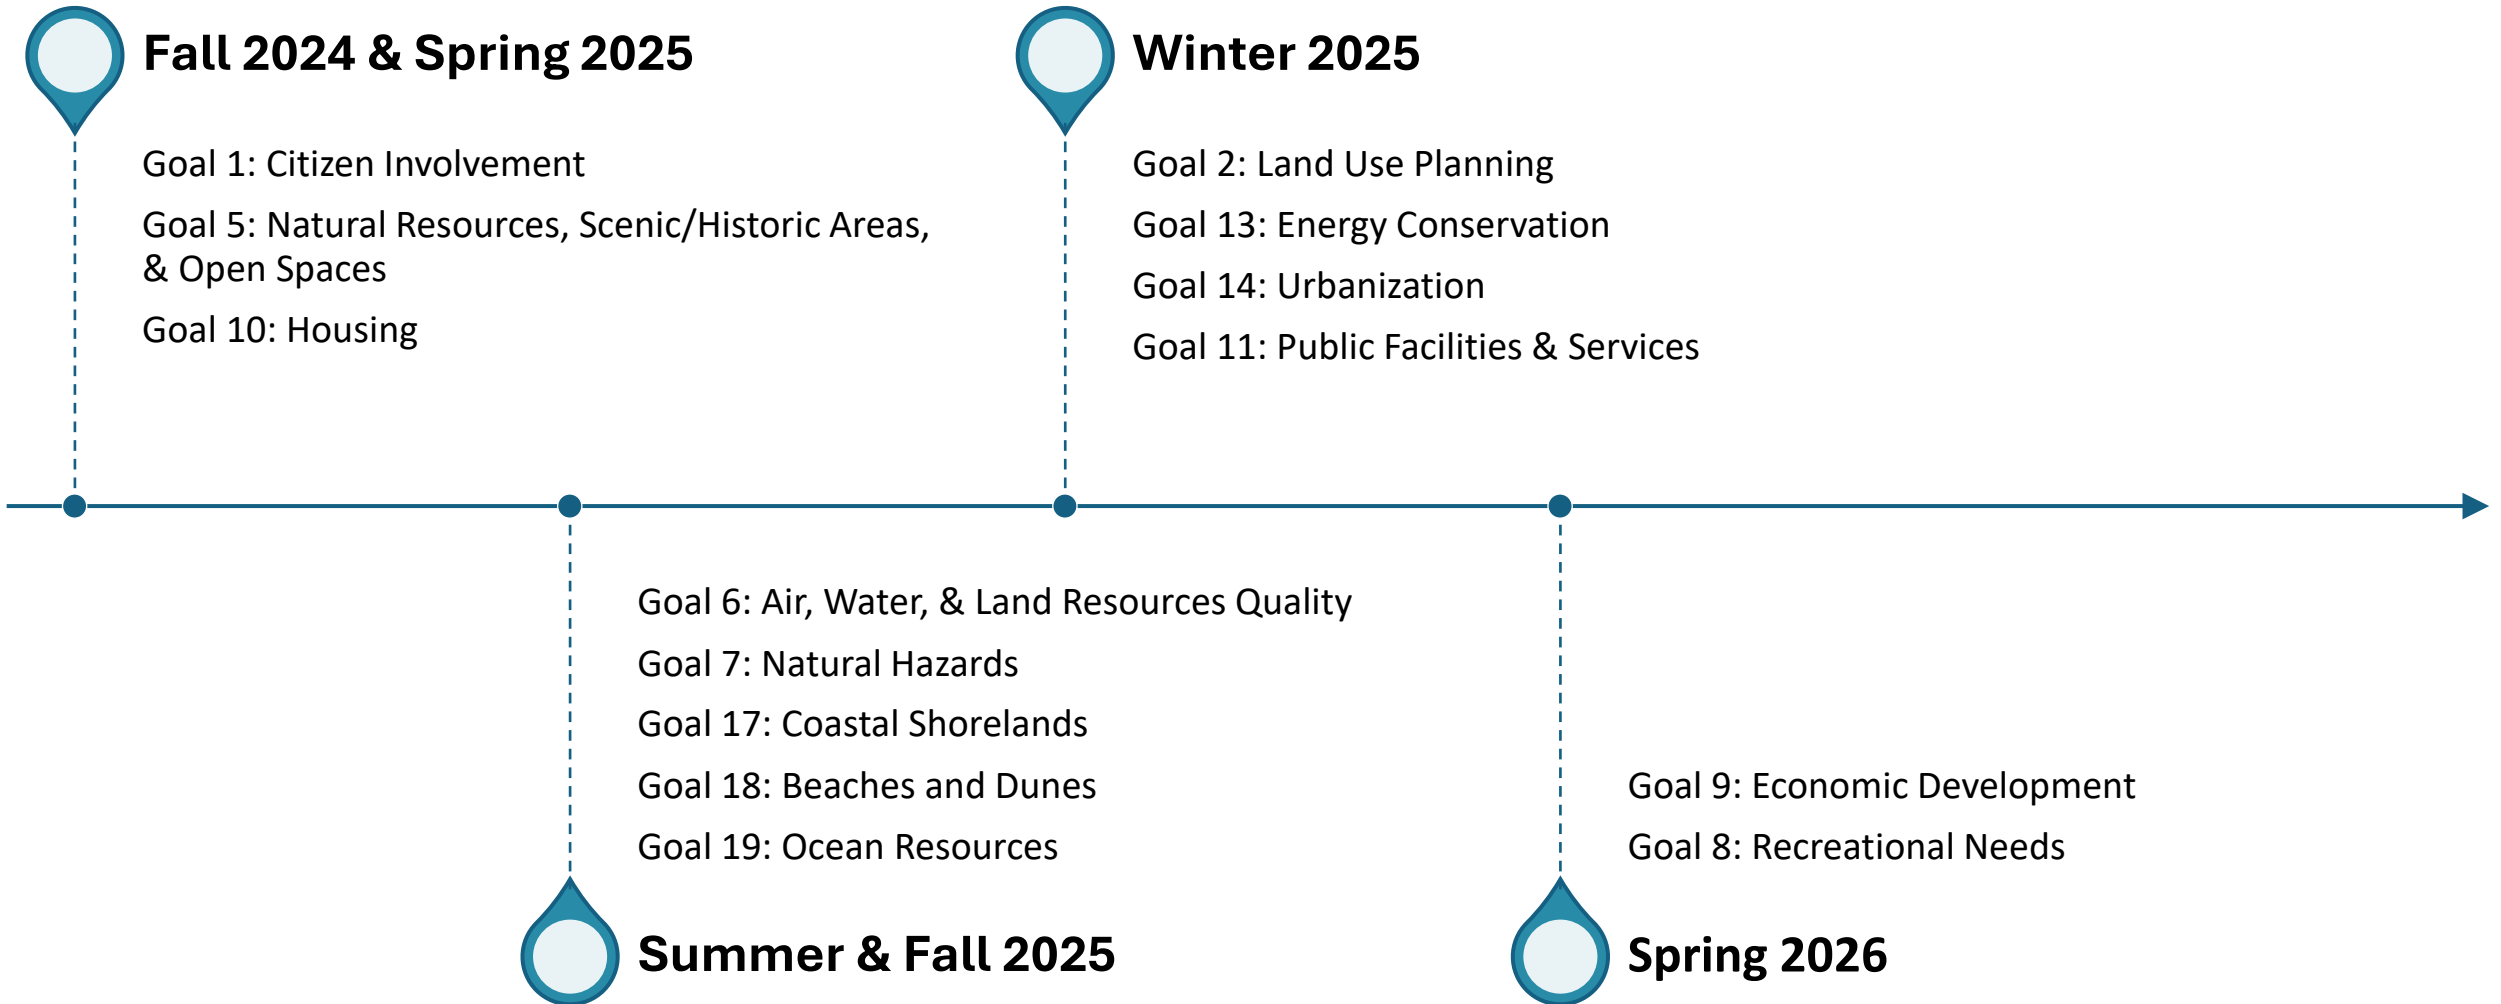 Fall 2024 & Spring 2025
Goal 1: Citizen Involvement
Goal 5: Natural Resources, Scenic/Historic Areas,
& Open Spaces
Goal 10: Housing
Winter 2025
Goal 2: Land Use Planning
Goal 13: Energy Conservation
Goal 14: Urbanization
Goal 11: Public Facilities & Services
Goal 6: Air, Water, & Land Resources Quality
Goal 7: Natural Hazards
Goal 17: Coastal Shorelands
Goal 18: Beaches and Dunes
Goal 19: Ocean Resources
Summer & Fall 2025
Goal 9: Economic Development
Goal 8: Recreational Needs
Spring 2026